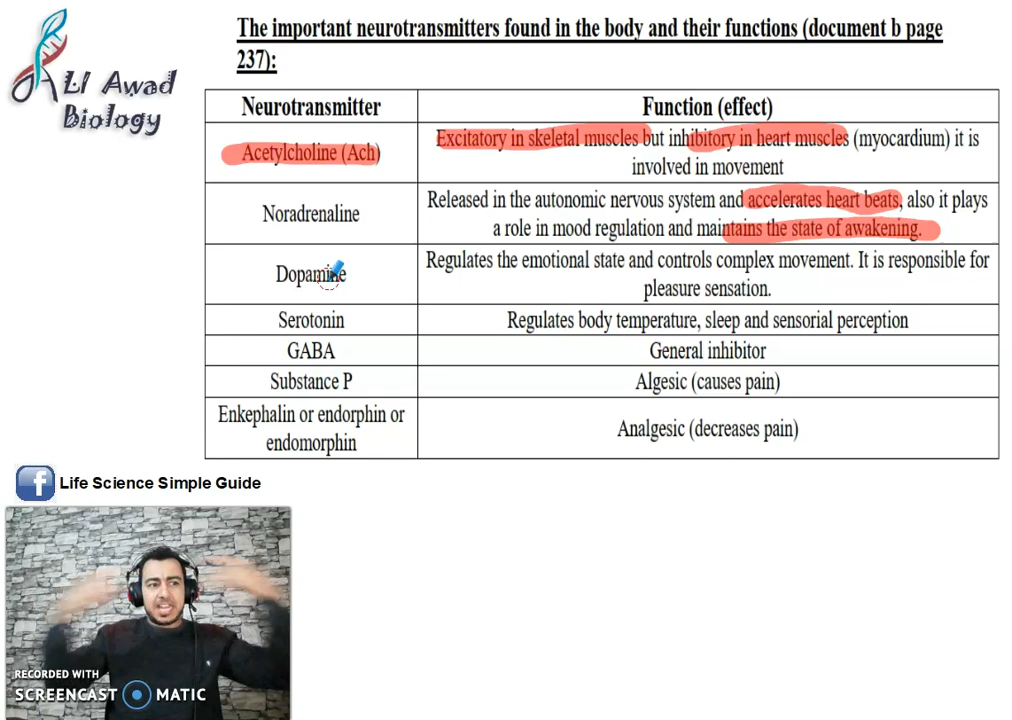 The important neurotransmitters found in the body and their functions (document b page
237):
ALI Awad
Biology
Neurotransmitter
Function (effect)
Acetylcholine (Ach)
Excitatory in skeletal muscles but inhibitory in heart muscles (myocardium) it is
involved in movement
Noradrenaline
Released in the autonomic nervous system and accelerates heart beats, also it plays
a role in mood regulation and maintains the state of awakening.
Dopamine
Regulates the emotional state and controls complex movement. It is responsible for
pleasure sensation.
Serotonin
Regulates body temperature, sleep and sensorial perception
GABA
General inhibitor
Substance P
Algesic (causes pain)
Enkephalin or endorphin or
endomorphin
Analgesic (decreases pain)
f Life Science Simple Guide
RECORDED WITH
SCREENCAST MATIC